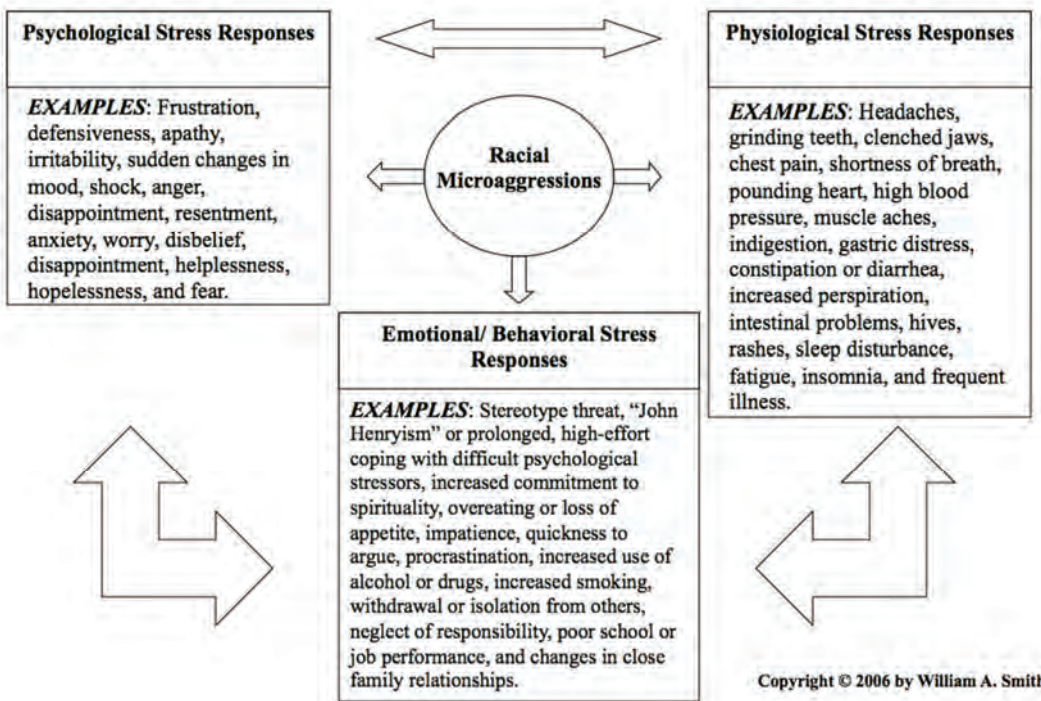 Psychological Stress Responses
EXAMPLES: Frustration,
defensiveness, apathy,
irritability, sudden changes in
mood, shock, anger,
disappointment, resentment,
anxiety, worry, disbelief,
disappointment, helplessness,
hopelessness, and fear.
Racial
Microaggressions
Physiological Stress Responses
EXAMPLES: Headaches,
grinding teeth, clenched jaws,
chest pain, shortness of breath,
pounding heart, high blood
pressure, muscle aches,
indigestion, gastric distress,
constipation or diarrhea,
increased perspiration,
intestinal problems, hives,
rashes, sleep disturbance,
fatigue, insomnia, and frequent
illness.
Emotional/ Behavioral Stress
Responses
EXAMPLES: Stereotype threat, “John
Henryism” or prolonged, high-effort
coping with difficult psychological
stressors, increased commitment to
spirituality, overeating or loss of
appetite, impatience, quickness to
argue, procrastination, increased use of
alcohol or drugs, increased smoking,
withdrawal or isolation from others,
neglect of responsibility, poor school or
job performance, and changes in close
family relationships.
Copyright © 2006 by William A. Smith